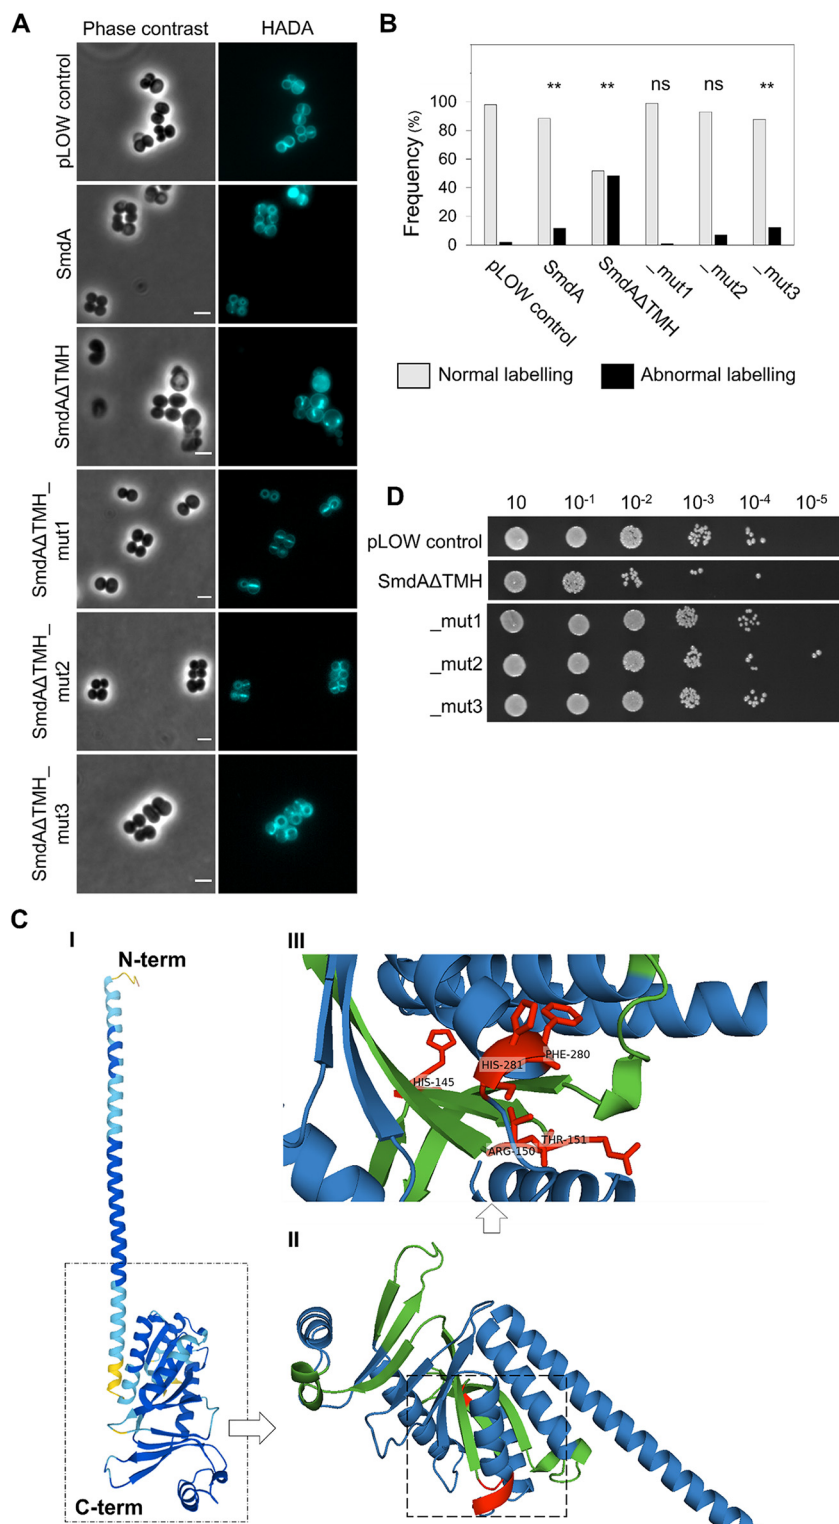 A
Phase contrast
HADA
pLOW control
SmdA
SmdAΔTMH
SmdAΔTMH_
mut1
SmdAΔTMH_
mut2
SmdAΔTMH_
mut3
B
Frequency (%)
100
80
60
40
20
0
**
**
ns
ns
**
pLOW control
SmdA
SmdAΔTMH
_mut1
_mut2
_mut3
Normal labelling
Abnormal labelling
D
10
10-1
10-2
10-3
10-4
10-5
pLOW control
SmdAΔTMH
_mut1
_mut2
_mut3
C
I
N-term
C-term
III
HIS-145
HIS-281
PHE-280
ARG-150
THR-151
II